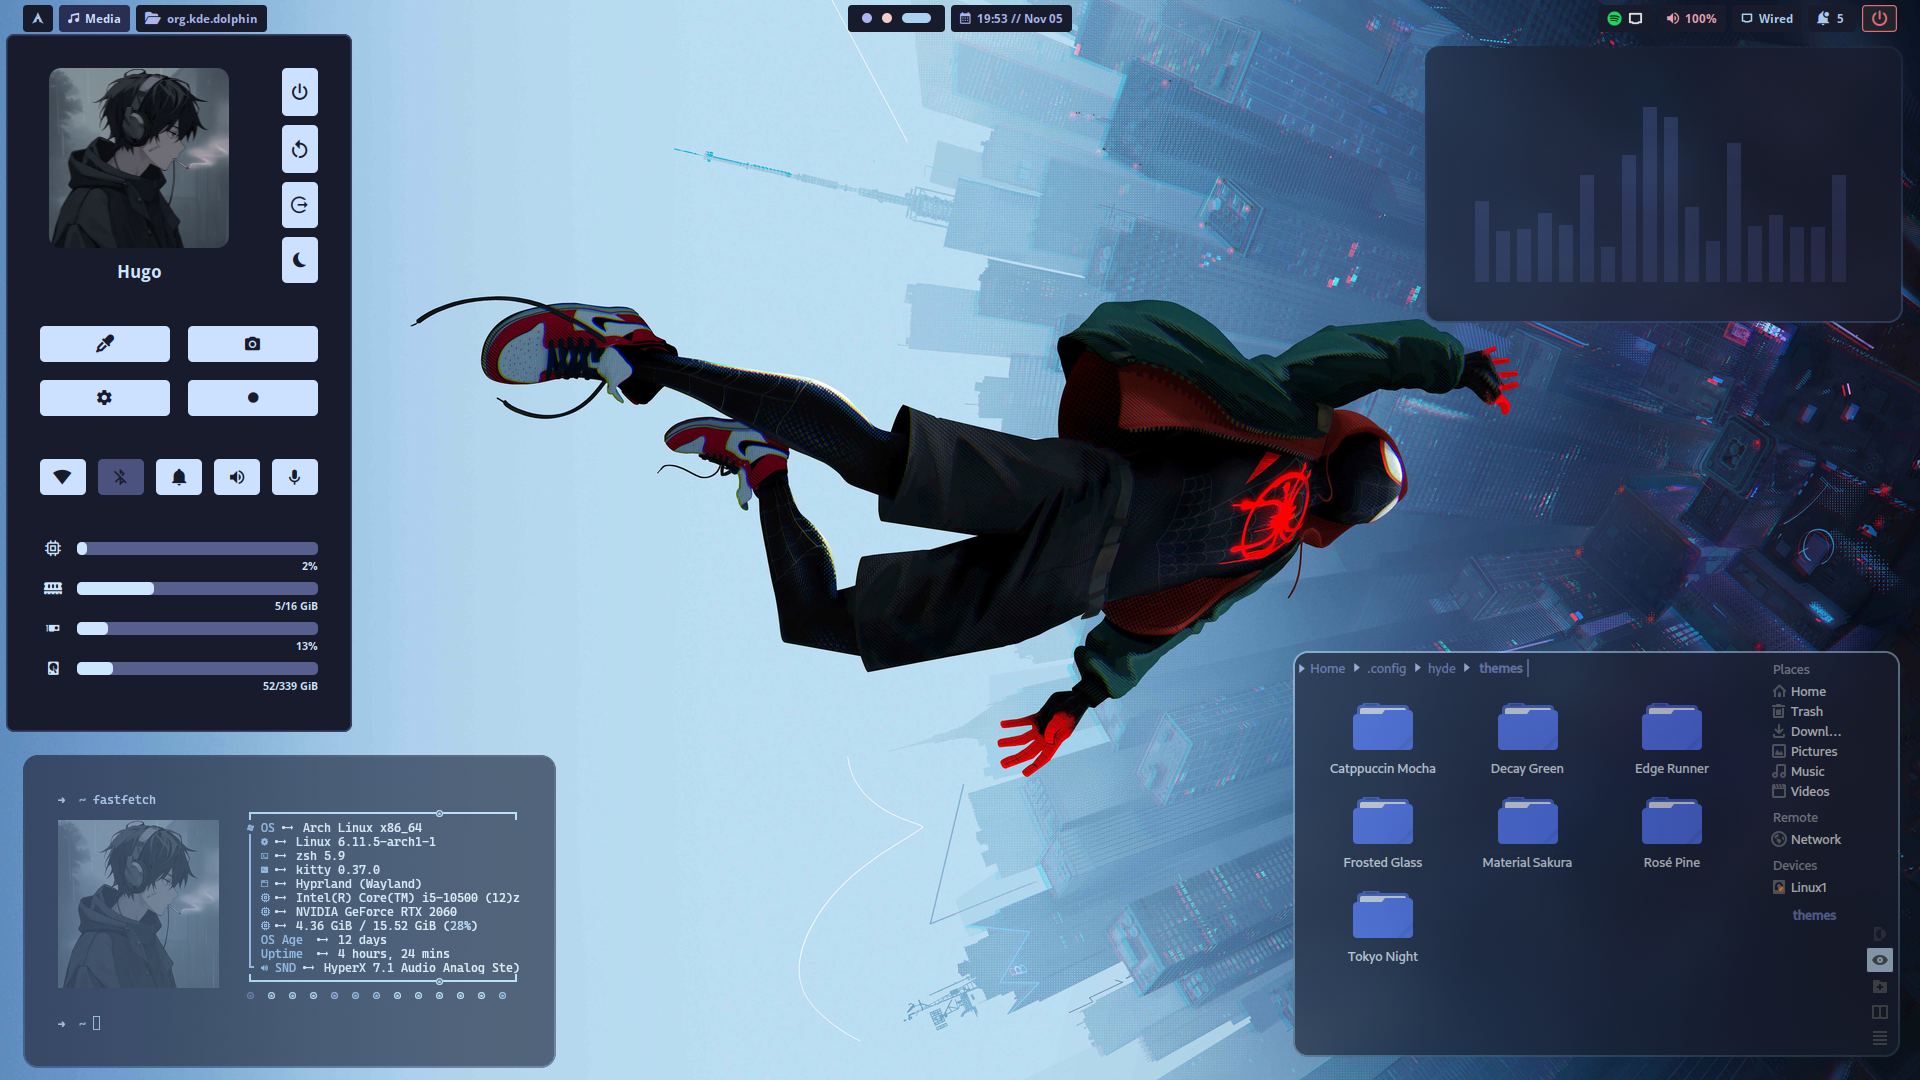 Media
org.kde.dolphin
19:53 // Nov 05
100%
Wired
5
Hugo
2%
5/16 GiB
13%
52/339 GiB
➜ ~ fastfetch
OS Arch Linux x86_64
Linux 6.11.5-arch1-1
zsh 5.9
kitty 0.37.0
Hyprland (Wayland)
Intel(R) Core(TM) i5-10500 (12)z
NVIDIA GeForce RTX 2060
4.36 GiB / 15.52 GiB (28%)
OS Age 12 days
Uptime 4 hours, 24 mins
SND HyperX 7.1 Audio Analog Ste)
➜ ~
Home .config hyde themes
Catppuccin Mocha
Decay Green
Edge Runner
Frosted Glass
Material Sakura
Rosé Pine
Tokyo Night
Places
Home
Trash
Downl...
Pictures
Music
Videos
Remote
Network
Devices
Linux1
themes